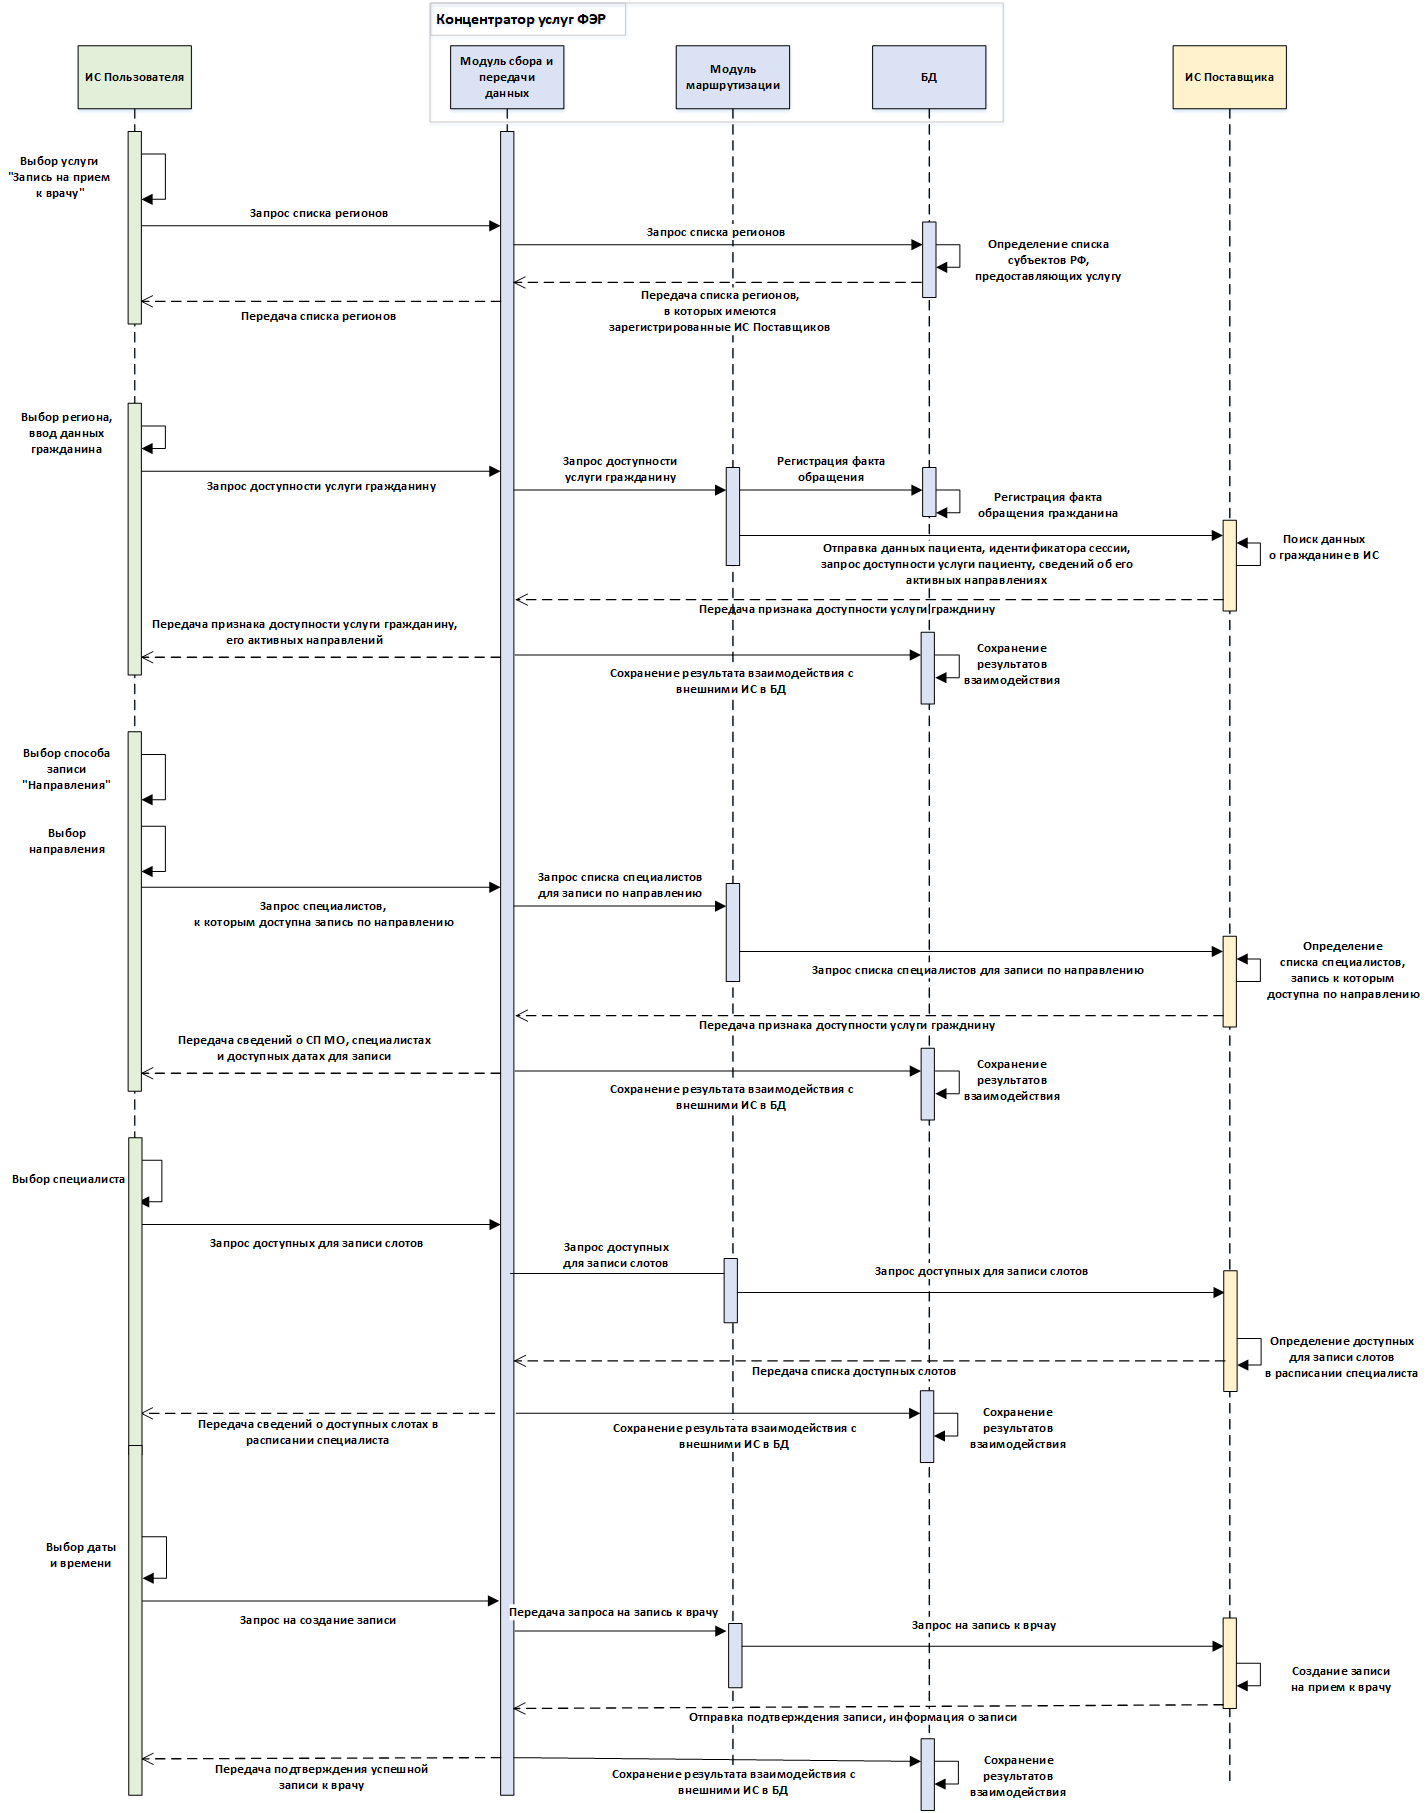 Концентратор услуг ФЭР
ИС Пользователя
Модуль сбора и
передачи
данных
Модуль
маршрутизации
БД
ИС Поставщика
Выбор услуги
"Запись на прием
к врачу"
Запрос списка регионов
Запрос списка регионов
Определение списка
субъектов РФ,
предоставляющих услугу
Передача списка регионов,
в которых имеются
зарегистрированные ИС Поставщиков
Передача списка регионов
Выбор региона,
ввод данных
гражданина
Запрос доступности услуги гражданину
Запрос доступности
услуги гражданину
Регистрация факта
обращения
Регистрация факта
обращения гражданина
Отправка данных пациента, идентификатора сессии,
запрос доступности услуги пациенту, сведений об его
активных направлениях
Поиск данных
о гражданине в ИС
Передача признака доступности услуги гражднину
Передача признака доступности услуги гражданину,
его активных направлений
Сохранение результата взаимодействия с
внешними ИС в БД
Сохранение
результатов
взаимодействия
Выбор способа
записи
"Направления"
Выбор
направления
Запрос специалистов,
к которым доступна запись по направлению
Запрос списка специалистов
для записи по направлению
Запрос списка специалистов для записи по направлению
Определение
списка специалистов,
запись к которым
доступна по направлению
Передача признака доступности услуги гражднину
Передача сведений о СП МО, специалистах
и доступных датах для записи
Сохранение результата взаимодействия с
внешними ИС в БД
Сохранение
результатов
взаимодействия
Выбор специалиста
Запрос доступных для записи слотов
Запрос доступных
для записи слотов
Запрос доступных для записи слотов
Определение доступных
для записи слотов
в расписании специалиста
Передача списка доступных слотов
Передача сведений о доступных слотах в
расписании специалиста
Сохранение результата взаимодействия с
внешними ИС в БД
Сохранение
результатов
взаимодействия
Выбор даты
и времени
Запрос на создание записи
Передача запроса на запись к врачу
Запрос на запись к врчау
Создание записи
на прием к врачу
Отправка подтверждения записи, информация о записи
Передача подтверждения успешной
записи к врачу
Сохранение результата взаимодействия с
внешними ИС в БД
Сохранение
результатов
взаимодействия